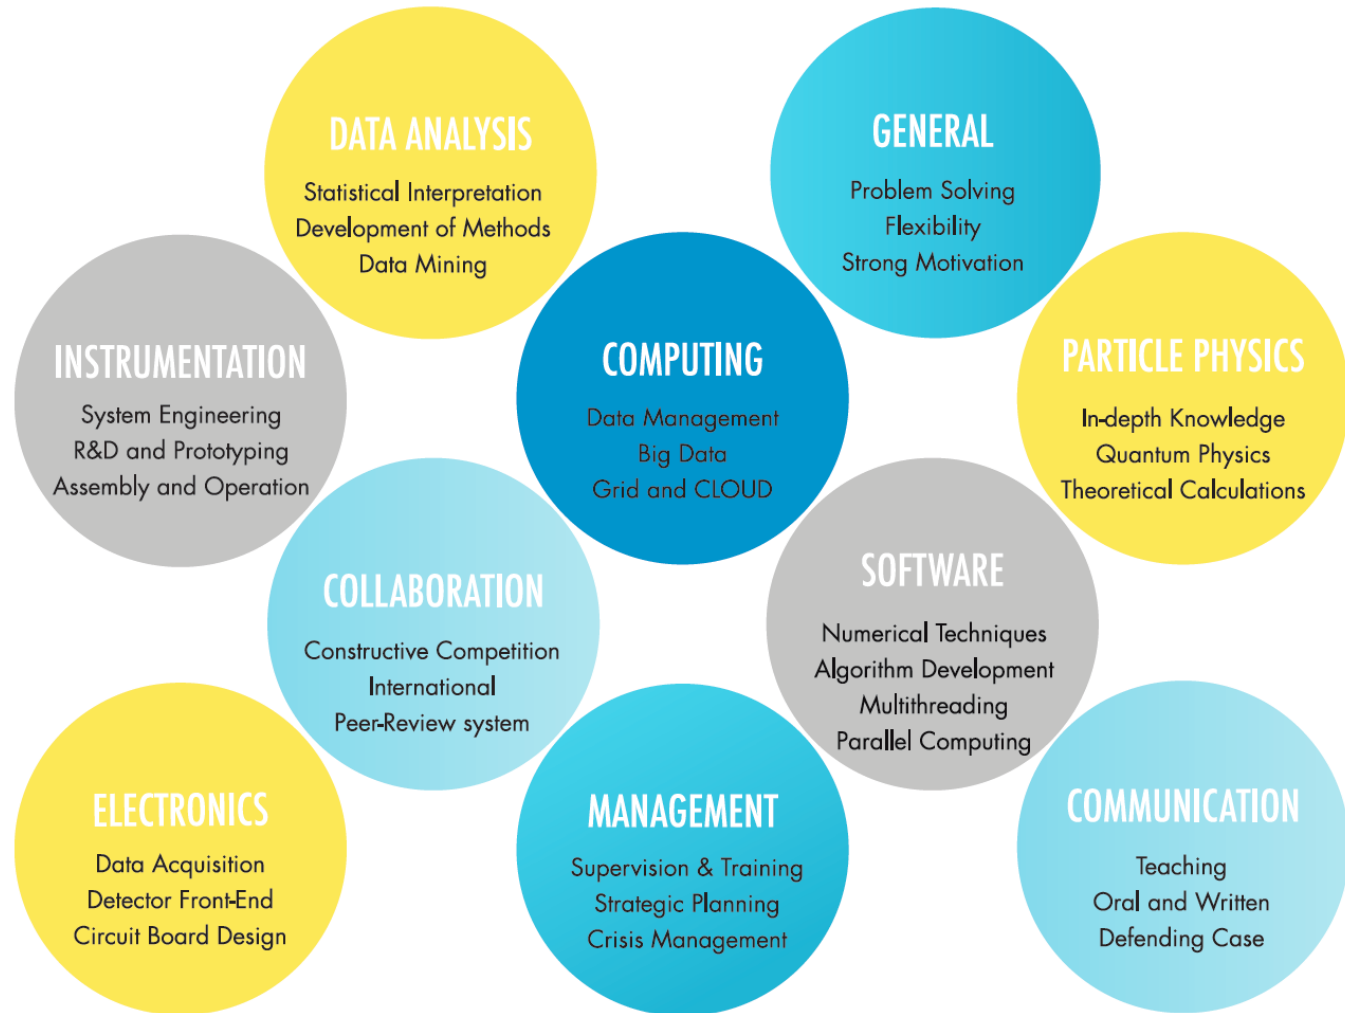 DATA ANALYSIS
Statistical Interpretation
Development of Methods
Data Mining
GENERAL
Problem Solving
Flexibility
Strong Motivation
INSTRUMENTATION
System Engineering
R&D and Prototyping
Assembly and Operation
COMPUTING
Data Management
Big Data
Grid and CLOUD
PARTICLE PHYSICS
In-depth Knowledge
Quantum Physics
Theoretical Calculations
COLLABORATION
Constructive Competition
International
Peer-Review system
SOFTWARE
Numerical Techniques
Algorithm Development
Multithreading
Parallel Computing
ELECTRONICS
Data Acquisition
Detector Front-End
Circuit Board Design
MANAGEMENT
Supervision & Training
Strategic Planning
Crisis Management
COMMUNICATION
Teaching
Oral and Written
Defending Case